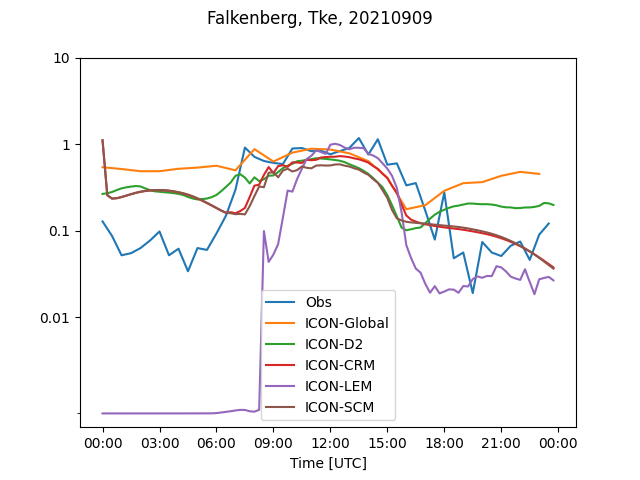 Falkenberg, Tke, 20210909
10
1
0.1
0.01
Obs
ICON-Global
ICON-D2
ICON-CRM
ICON-LEM
ICON-SCM
00:00 03:00 06:00 09:00 12:00 15:00 18:00 21:00 00:00
Time [UTC]